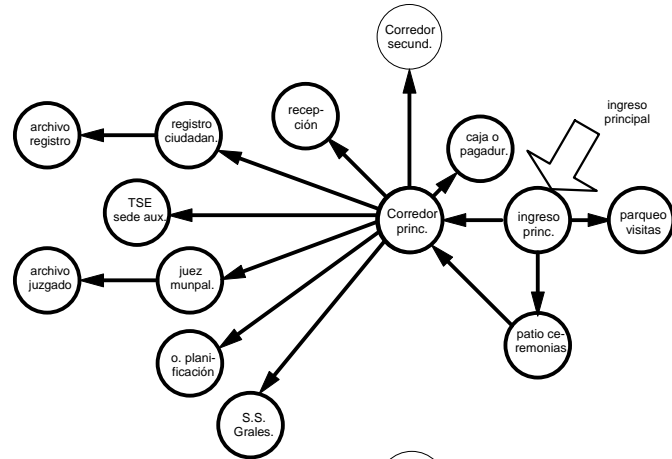 Corredor
secund.
recep-
ción
caja o
pagadur.
ingreso
principal
archivo
registro
registro
ciudadan.
TSE
sede aux.
Corredor
princ.
ingreso
princ.
parqueo
visitas
archivo
juzgado
juez
munpal.
patio ce-
remonias
o. plani-
ficación
S.S.
Grales.